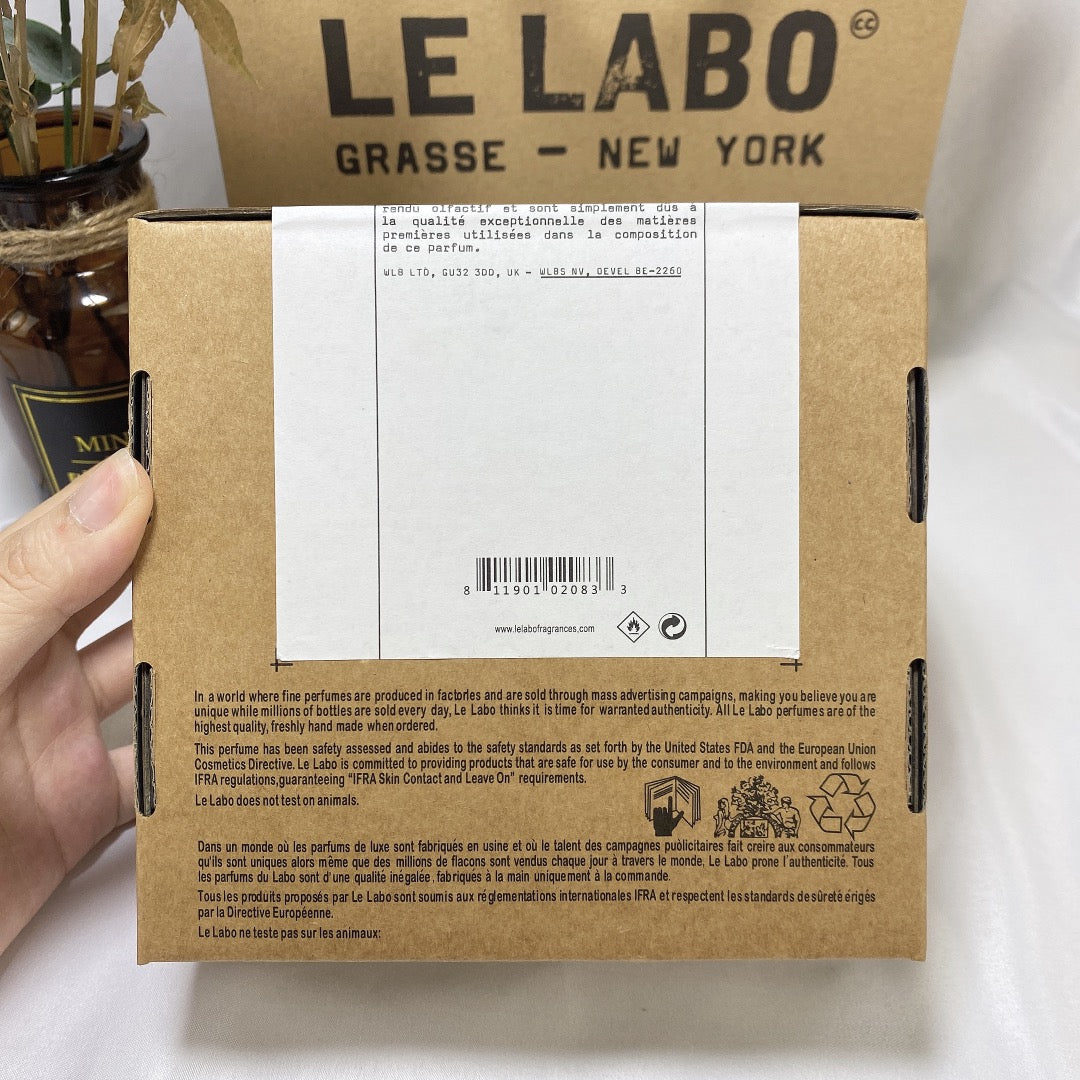 LE LABO
GRASSE - NEW YORK
rendu olfactif et sont simplement dus à
la qualité exceptionnelle des matières
premières utilisées dans la composition
de ce parfum.
WLB LTD, GU32 3DD, UK - WLBS NV, DEVEL BE-2260
MIN
8 11901 02083 3
www.lelabofragrances.com
In a world where fine perfumes are produced in factories and are sold through mass advertising campaigns, making you believe you are
unique while millions of bottles are sold every day, Le Labo thinks it is time for warranted authenticity. All Le Labo perfumes are of the
highest quality, freshly hand made when ordered.
This perfume has been safety assessed and abides to the safety standards as set forth by the United States FDA and the European Union
Cosmetics Directive. Le Labo is committed to providing products that are safe for use by the consumer and to the environment and follows
IFRA regulations,guaranteeing "IFRA Skin Contact and Leave On" requirements.
Le Labo does not test on animals.
Dans un monde où les parfums de luxe sont fabriqués en usine et où le talent des campagnes pùolicitaires fait creire aux consommateurs
qu'ils sont uniques alors même que des millions de flacons sont vendus chaque jour à travers le monde, Le Labo prone l'authenticité. Tous
les parfums du Labo sont d'une qualité inégalée, fabriqués à la main uniquement à la commande.
Tous les produits proposés par Le Labo sont soumis aux réglementations internationales IFRA et respectent les standards de sûreté érigés
par la Directive Européenne.
Le Labo ne teste pas sur les animaux: